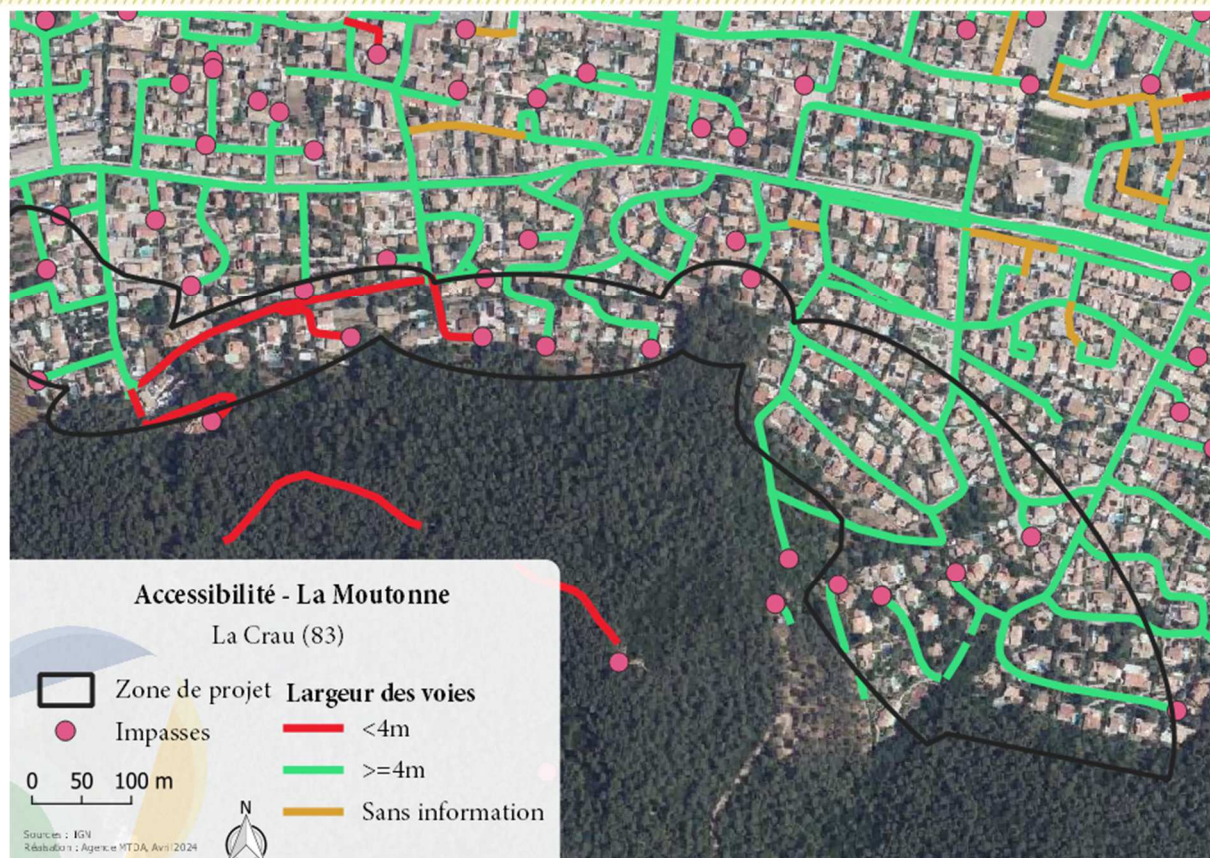 Accessibilité - La Moutonne
La Crau (83)
Zone de projet
Impasses
0 50 100 m
Largeur des voies
<4m
>=4m
Sans information
N
Sources : IGN
Réalisation : Agence MTDA, Avril 2024